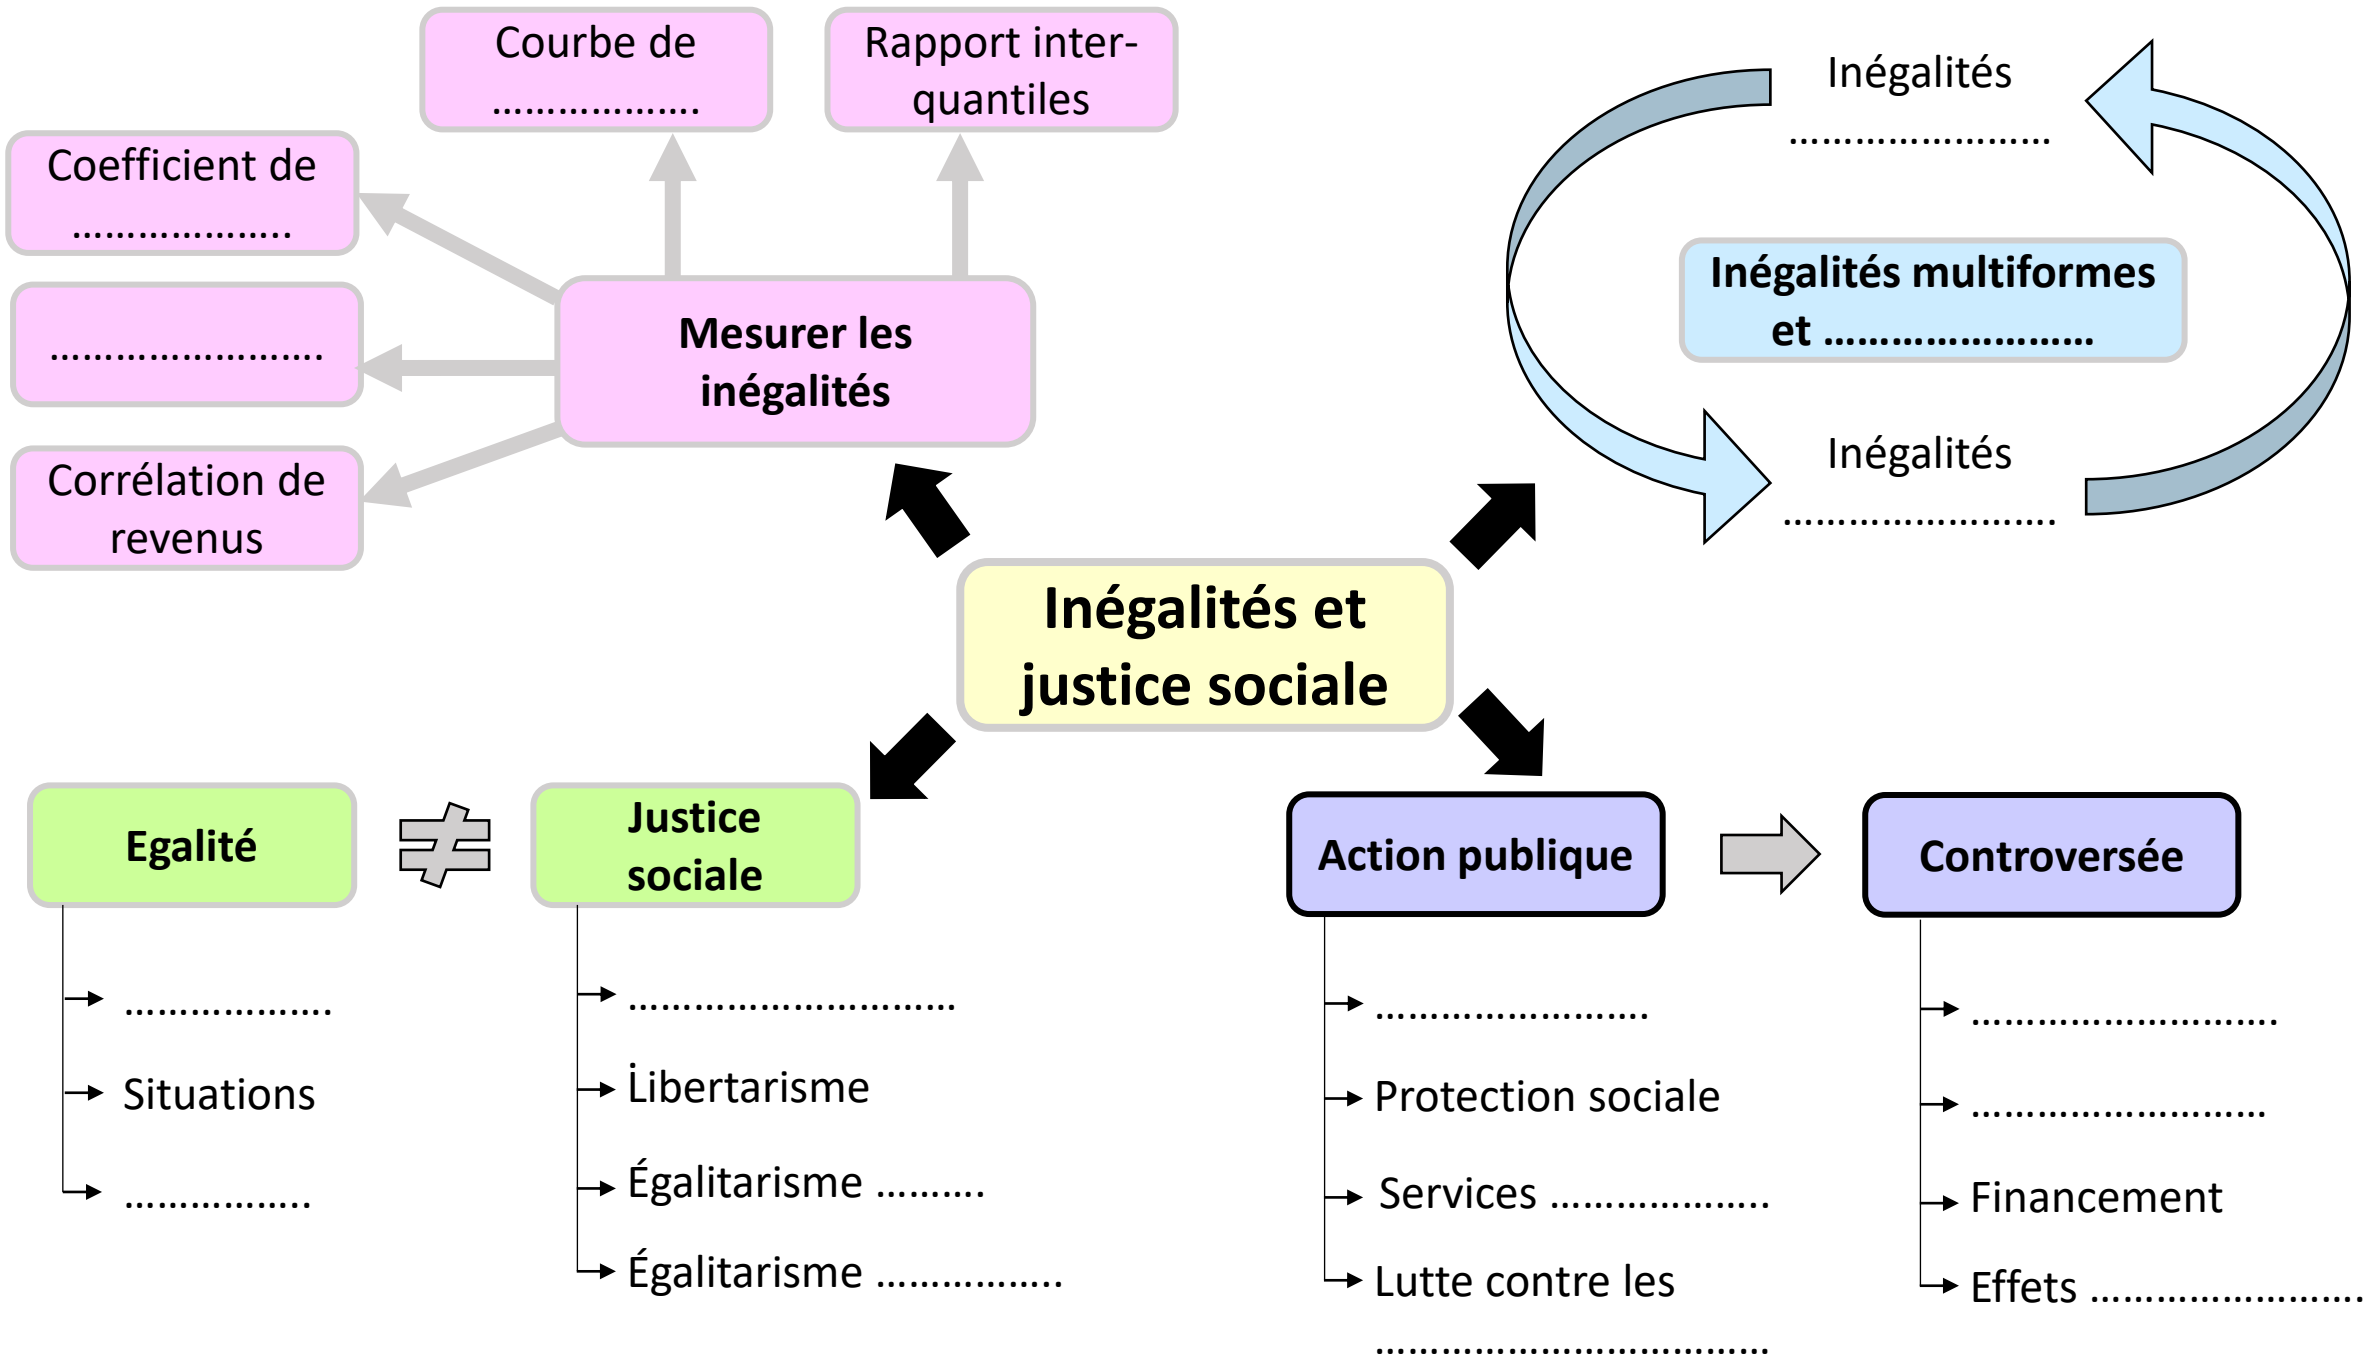 Courbe de
………………….
Rapport inter-
quantiles
Coefficient de
…………………..
……………………….
Corrélation de
revenus
Mesurer les
inégalités
Inégalités
………………………
Inégalités multiformes
et ………………………
Inégalités
……………………….
Inégalités et
justice sociale
Egalité
………………….
Situations
………………..
Justice
sociale
……………………………
Libertarisme
Égalitarisme ……….
Égalitarisme ……………..
Action publique
……………………….
Protection sociale
Services …………………..
Lutte contre les
…………………………………
Controversée
………………………….
…………………………
Financement
Effets ……………………….